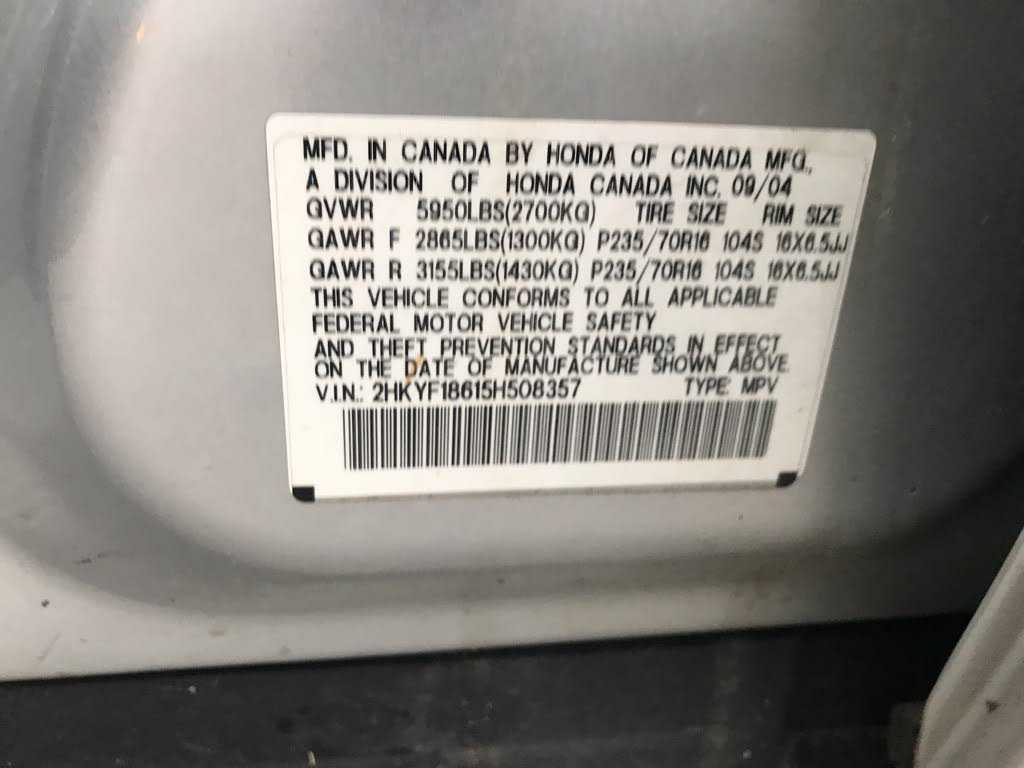 MFD. IN CANADA BY HONDA OF CANADA MFG.,
A DIVISION OF HONDA CANADA INC. 09/04
GVWR 5950LBS(2700KG) TIRE SIZE RIM SIZE
GAWR F 2865LBS(1300KG) P235/70R16 104S 16X6.5JJ
GAWR R 3155LBS(1430KG) P235/70R16 104S 16X6.5JJ
THIS VEHICLE CONFORMS TO ALL APPLICABLE
FEDERAL MOTOR VEHICLE SAFETY
AND THEFT PREVENTION STANDARDS IN EFFECT
ON THE DATE OF MANUFACTURE SHOWN ABOVE.
V.I.N.: 2HKYF18615H508357 TYPE: MPV